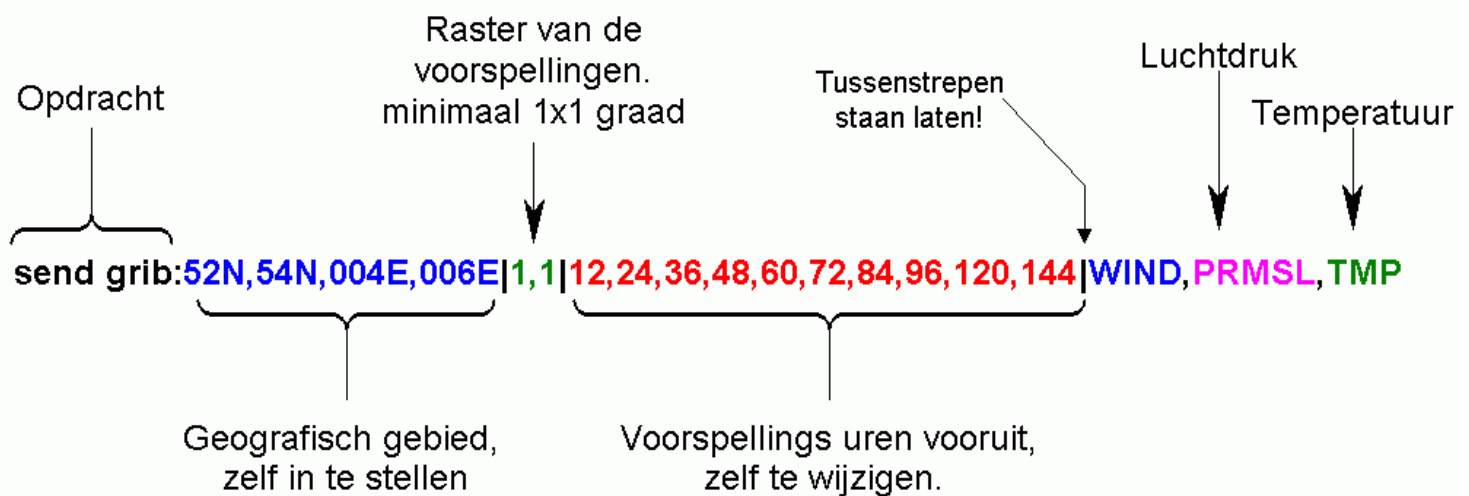 Opdracht
Raster van de
voorspellingen.
minimaal 1x1 graad
Tussenstrepen
staan laten!
Luchtdruk
Temperatuur
send grib:52N,54N,004E,006E|1,1|12,24,36,48,60,72,84,96,120,144|WIND,PRMSL,TMP
Geografisch gebied,
zelf in te stellen
Voorspellings uren vooruit,
zelf te wijzigen.